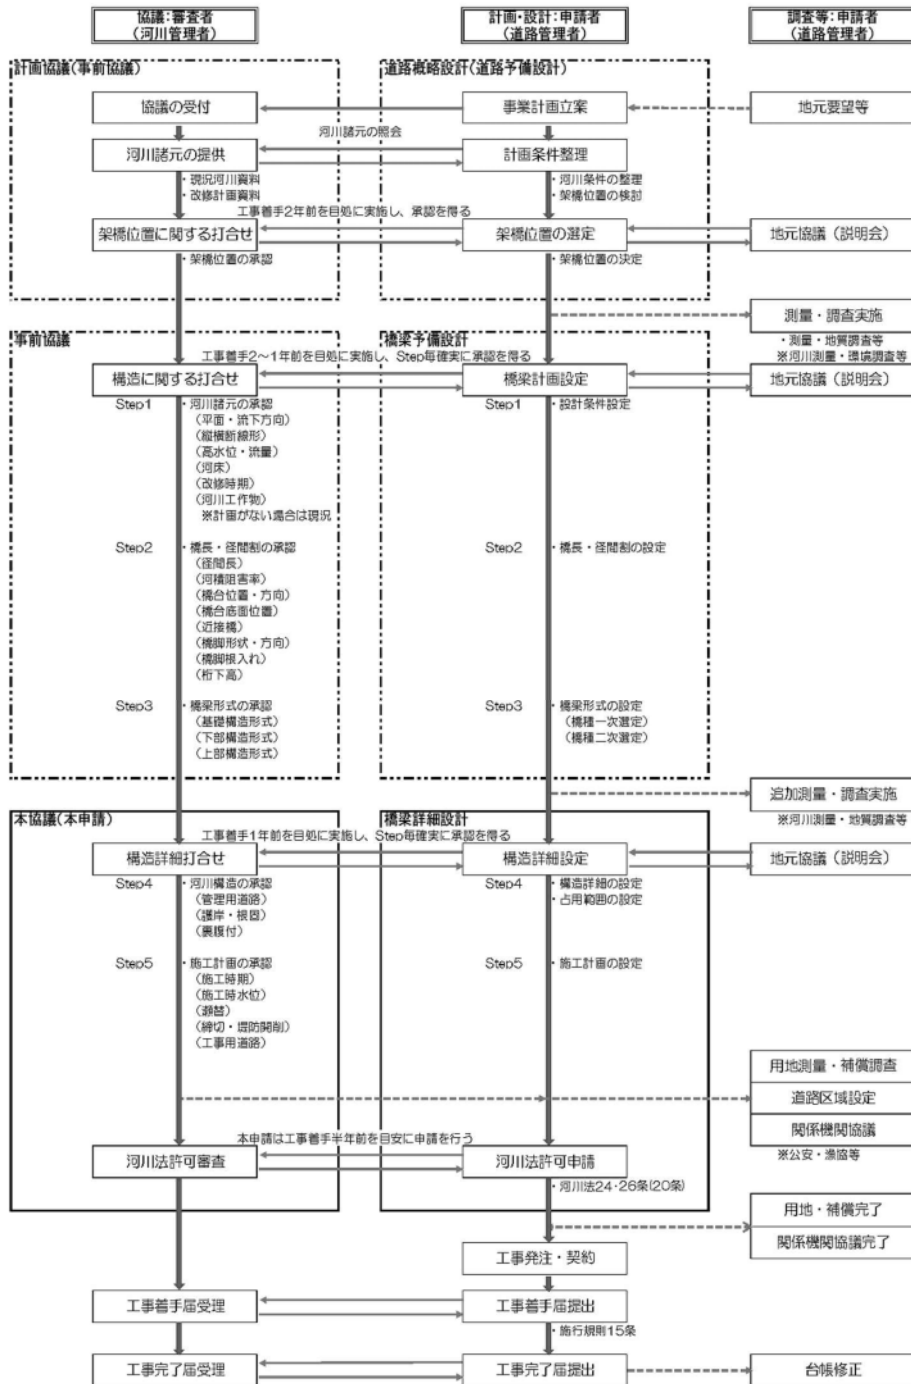 協議:審査者
(河川管理者)
計画・設計:申請者
(道路管理者)
調査等:申請者
(道路管理者)
計画協議(事前協議)
道路概略設計(道路予備設計)
協議の受付
事業計画立案
地元要望等
河川諸元の照会
河川諸元の提供
計画条件整理
・現況河川資料
・改修計画資料
・河川条件の整理
・架橋位置の検討
工事着手2年前を目処に実施し、承認を得る
架橋位置に関する打合せ
架橋位置の選定
地元協議(説明会)
・架橋位置の承認
・架橋位置の決定
測量・調査実施
・測量・地質調査等
※河川測量・環境調査等
事前協議
橋梁予備設計
工事着手2〜1年前を目処に実施し、Step毎確実に承認を得る
構造に関する打合せ
橋梁計画設定
地元協議(説明会)
Step1 ・河川諸元の承認
(平面・流下方向)
(縦横断線形)
(高水位・流量)
(河床)
(改修時期)
(河川工作物)
※計画がない場合は現況
Step1 ・設計条件設定
Step2 ・橋長・径間割の承認
(径間長)
(河積阻害率)
(橋台位置・方向)
(橋台底面位置)
(近接橋)
(橋脚形状・方向)
(橋脚根入れ)
(桁下高)
Step2 ・橋長・径間割の設定
Step3 ・橋梁形式の承認
(基礎構造形式)
(下部構造形式)
(上部構造形式)
Step3 ・橋梁形式の設定
(橋種一次選定)
(橋種二次選定)
追加測量・調査実施
※河川測量・地質調査等
本協議(本申請)
橋梁詳細設計
工事着手1年前を目処に実施し、Step毎確実に承認を得る
構造詳細打合せ
構造詳細設定
地元協議(説明会)
Step4 ・河川構造の承認
(管理用道路)
(護岸・根固)
(裏腹付)
Step4 ・構造詳細の設定
・占用範囲の設定
Step5 ・施工計画の承認
(施工時期)
(施工時水位)
(瀬替)
(締切・堤防開削)
(工事用道路)
Step5 ・施工計画の設定
用地測量・補償調査
道路区域設定
関係機関協議
※公安・漁協等
本申請は工事着手半年前を目安に申請を行う
河川法許可審査
河川法許可申請
・河川法24・26条(20条)
用地・補償完了
関係機関協議完了
工事発注・契約
工事着手届受理
工事着手届提出
・施行規則15条
工事完了届受理
工事完了届提出
台帳修正